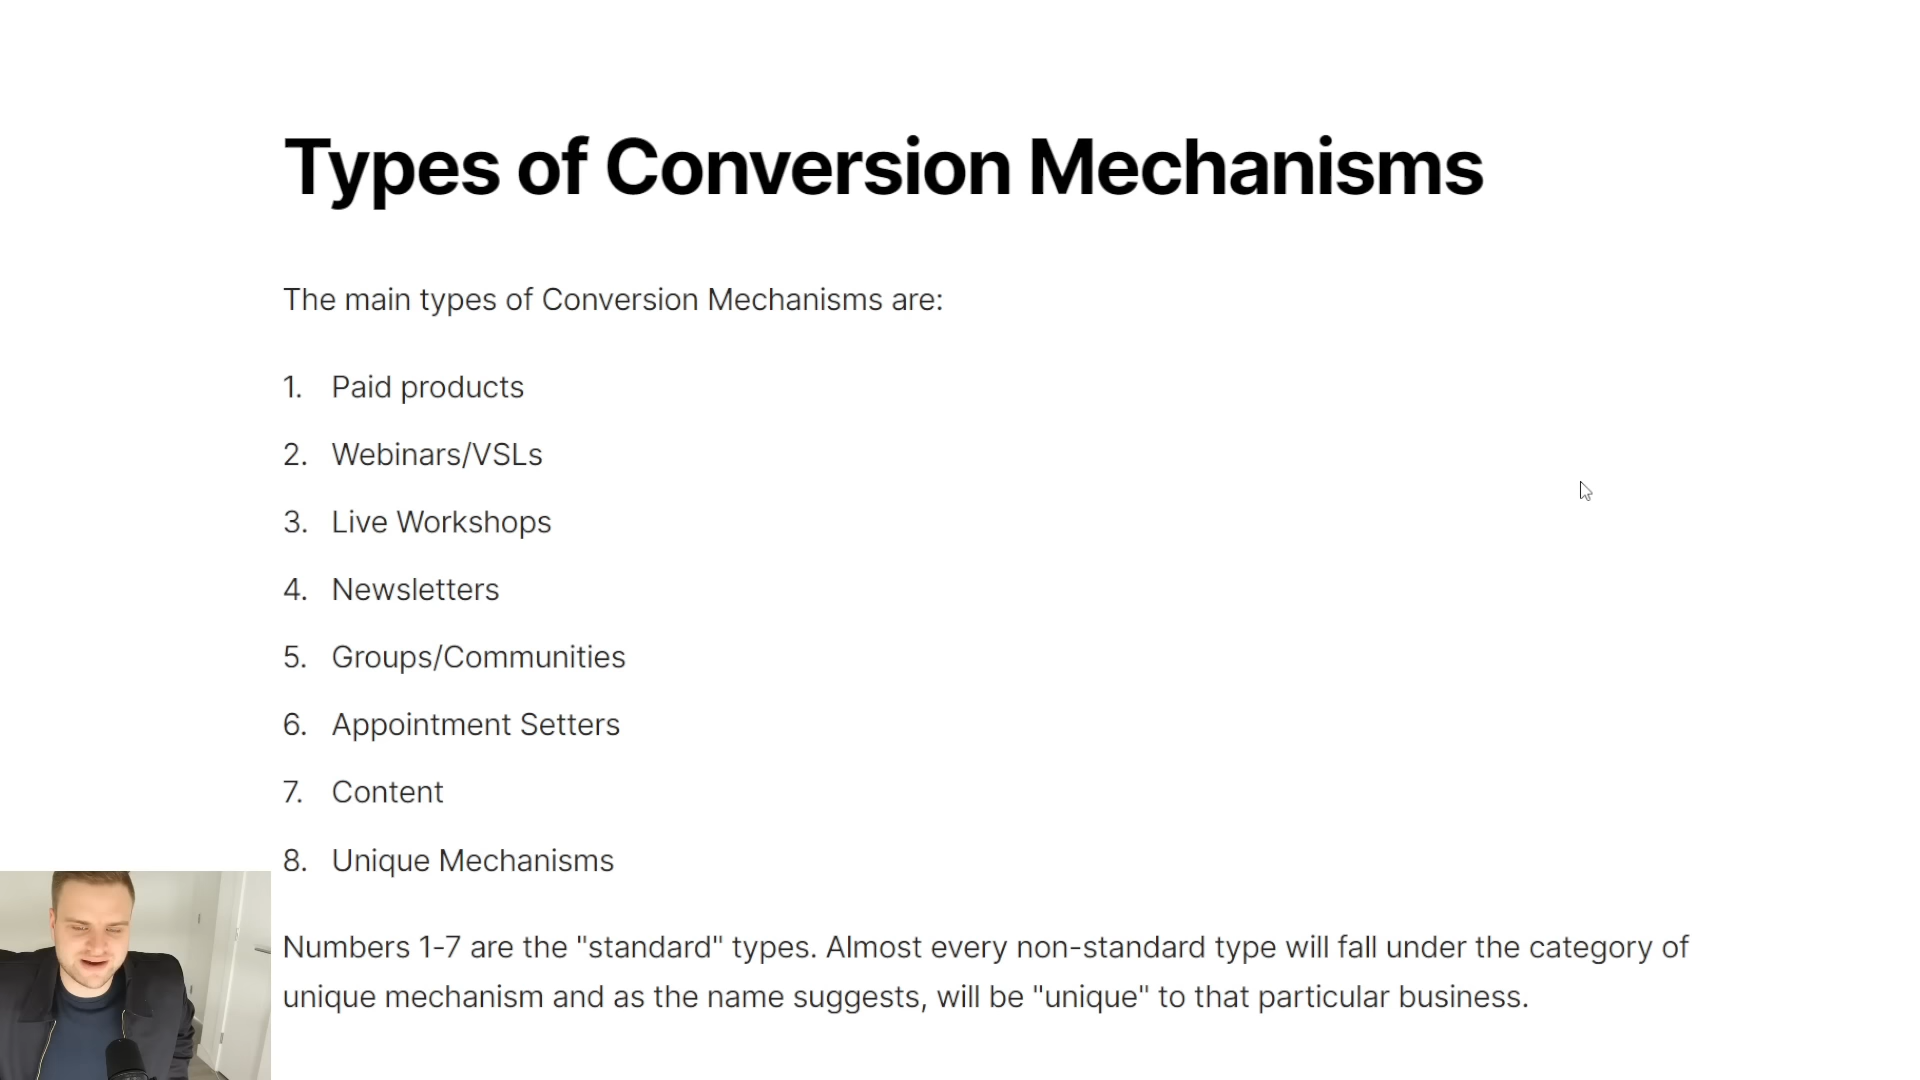 Types of Conversion Mechanisms
The main types of Conversion Mechanisms are:
1. Paid products
2. Webinars/VSLs
3. Live Workshops
4. Newsletters
5. Groups/Communities
6. Appointment Setters
7. Content
8. Unique Mechanisms
Numbers 1-7 are the "standard" types. Almost every non-standard type will fall under the category of
unique mechanism and as the name suggests, will be "unique" to that particular business.